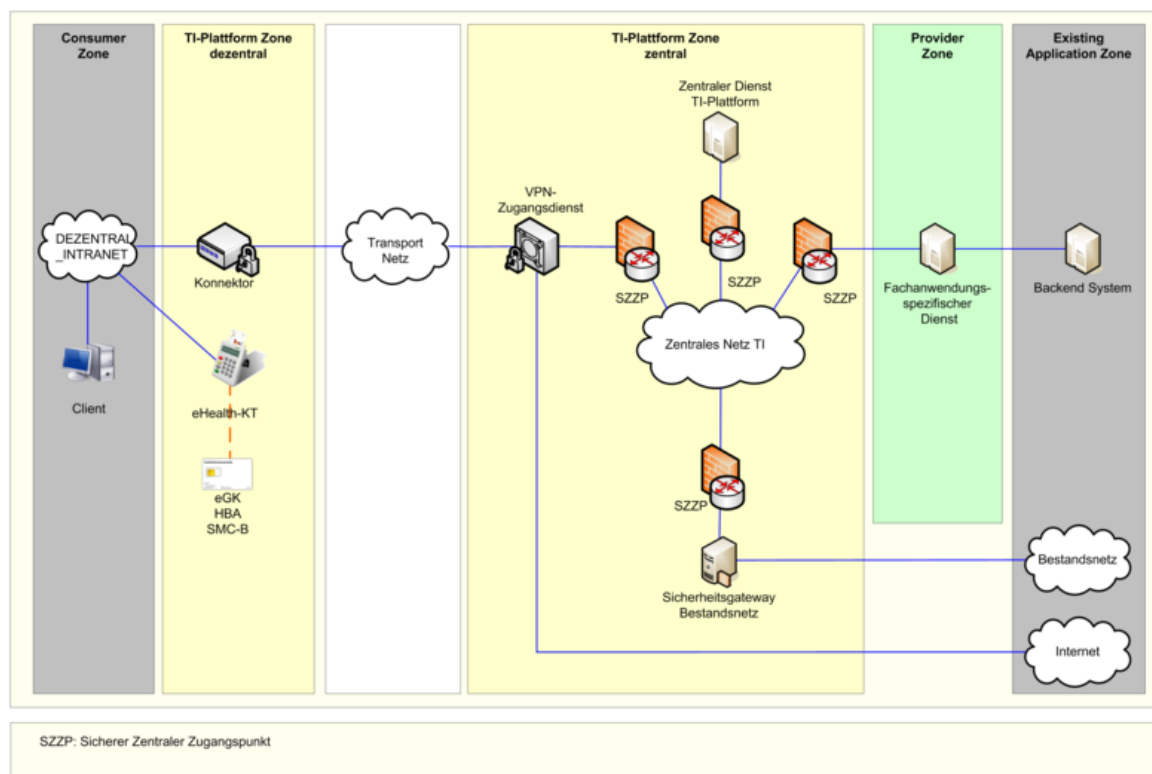 Consumer
Zone
TI-Plattform Zone
dezentral
TI-Plattform Zone
zentral
Provider
Zone
Existing
Application Zone
Zentraler Dienst
TI-Plattform
VPN-
Zugangsdienst
DEZENTRAL
_INTRANET
Transport
Netz
Konnektor
SZZP
SZZP
SZZP
Fachanwendungs-
spezifischer
Dienst
Backend System
Zentrales Netz TI
Client
eHealth-KT
eGK
HBA
SMC-B
SZZP
Sicherheitsgateway
Bestandsnetz
Bestandsnetz
Internet
SZZP: Sicherer Zentraler Zugangspunkt